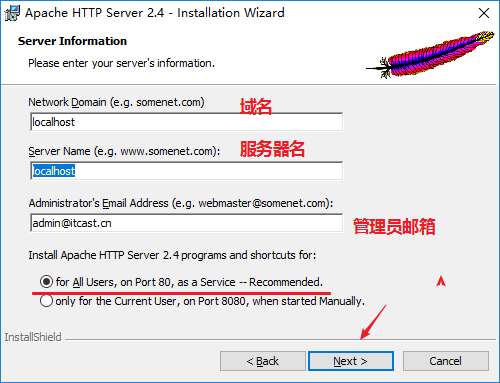 Apache HTTP Server 2.4 - Installation Wizard
Server Information
Please enter your server's information.
Network Domain (e.g. somenet.com)
域名
localhost
Server Name (e.g. www.somenet.com):
服务器名
localhost
Administrator's Email Address (e.g. webmaster@somenet.com):
admin@itcast.cn
管理员邮箱
Install Apache HTTP Server 2.4 programs and shortcuts for:
for All Users, on Port 80, as a Service -- Recommended.
only for the Current User, on Port 8080, when started Manually.
InstallShield
< Back
Next >
Cancel